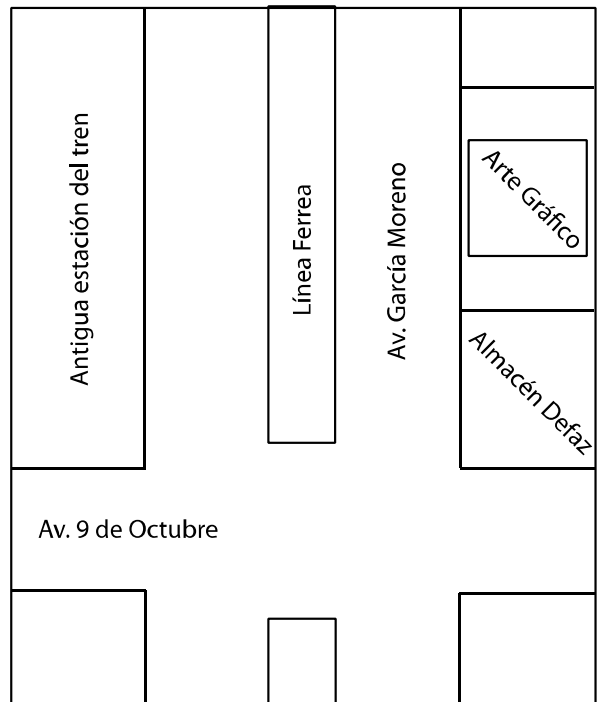 Antigua estación del tren
Línea Ferrea
Av. García Moreno
Arte Gráfico
Almacén Defaz
Av. 9 de Octubre